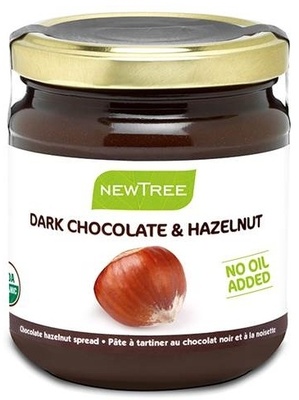 NEWTREE
DARK CHOCOLATE & HAZELNUT
NO OIL
ADDED
Chocolate hazelnut spread • Pâte à tartiner au chocolat noir et à la noisette